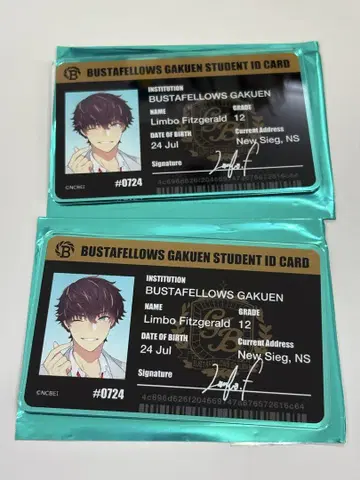 BUSTAFELLOWS GAKUEN STUDENT ID CARD
INSTITUTION
BUSTAFELLOWS GAKUEN
NAME GRADE
Limbo Fitzgerald 12
DATE OF BIRTH Current Address
24 Jul New Sieg, NS
Signature
©NCBEI
#0724
BUSTAFELLOWS GAKUEN STUDENT ID CARD
INSTITUTION
BUSTAFELLOWS GAKUEN
NAME GRADE
Limbo Fitzgerald 12
DATE OF BIRTH Current Address
24 Jul New Sieg, NS
Signature
©NCBEI
#0724